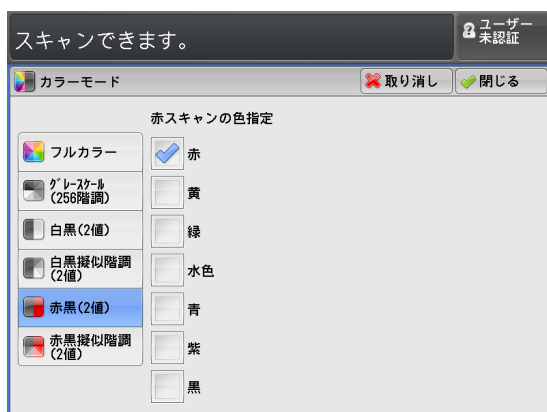 スキャンできます。
ユーザー
未認証
カラーモード
取り消し
閉じる
赤スキャンの色指定
フルカラー
グレースケール
(256階調)
白黒(2値)
白黒擬似階調
(2値)
赤黒(2値)
赤黒擬似階調
(2値)
赤
黄
緑
水色
青
紫
黒